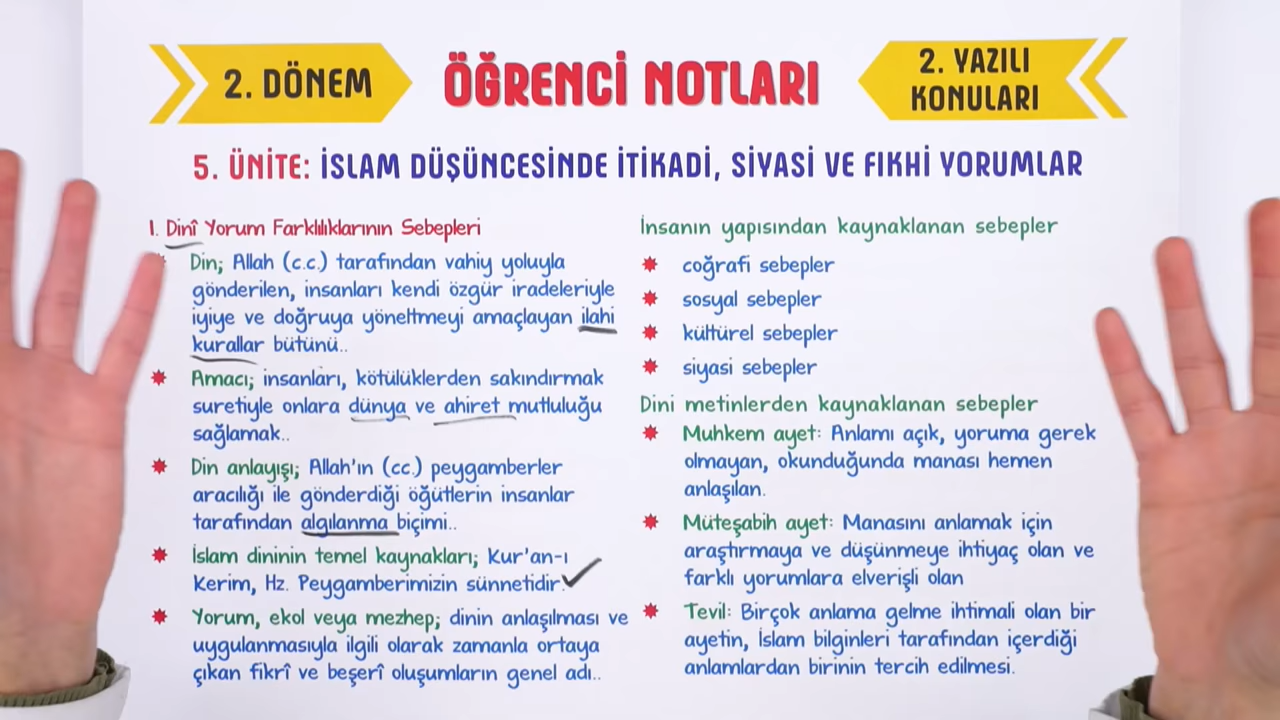 2. DÖNEM
ÖĞRENCİ NOTLARI
2. YAZILI
KONULARI
5. ÜNİTE: İSLAM DÜŞÜNCESİNDE İTİKADİ, SİYASİ VE FIKHİ YORUMLAR
1. Dinî Yorum Farklılıklarının Sebepleri
Din; Allah (c.c.) tarafından vahiy yoluyla
gönderilen, insanları kendi özgür iradeleriyle
iyiye ve doğruya yöneltmeyi amaçlayan ilahi
kurallar bütünü..
Amacı; insanları, kötülüklerden sakındırmak
suretiyle onlara dünya ve ahiret mutluluğu
sağlamak..
Din anlayışı; Allah'ın (cc.) peygamberler
aracılığı ile gönderdiği öğütlerin insanlar
tarafından algılanma biçimi..
İslam dininin temel kaynakları; Kur'an-ı
Kerim, Hz. Peygamberimizin sünnetidir.
Yorum, ekol veya mezhep; dinin anlaşılması ve
uygulanmasıyla ilgili olarak zamanla ortaya
çıkan fikrî ve beşerî oluşumların genel adı..
İnsanın yapısından kaynaklanan sebepler
coğrafi sebepler
sosyal sebepler
kültürel sebepler
siyasi sebepler
Dini metinlerden kaynaklanan sebepler
Muhkem ayet: Anlamı açık, yoruma gerek
olmayan, okunduğunda manası hemen
anlaşılan.
Müteşabih ayet: Manasını anlamak için
araştırmaya ve düşünmeye ihtiyaç olan ve
farklı yorumlara elverişli olan
Tevil: Birçok anlama gelme ihtimali olan bir
ayetin, İslam bilginleri tarafından içerdiği
anlamlardan birinin tercih edilmesi.